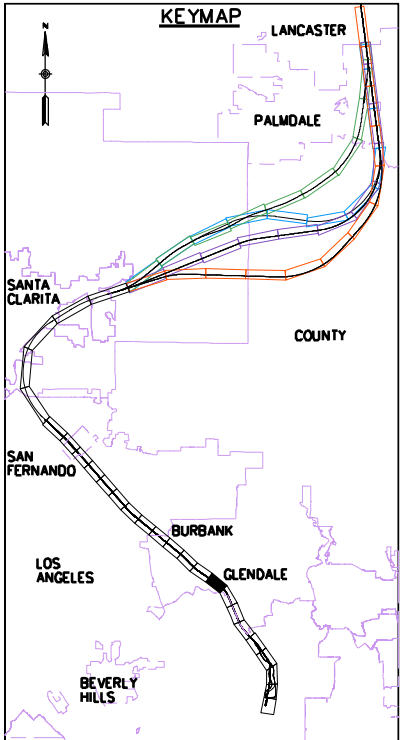 KEYMAP
N
LANCASTER
PALMDALE
SANTA
CLARITA
COUNTY
SAN
FERNANDO
BURBANK
LOS
ANGELES
GLENDALE
BEVERLY
HILLS